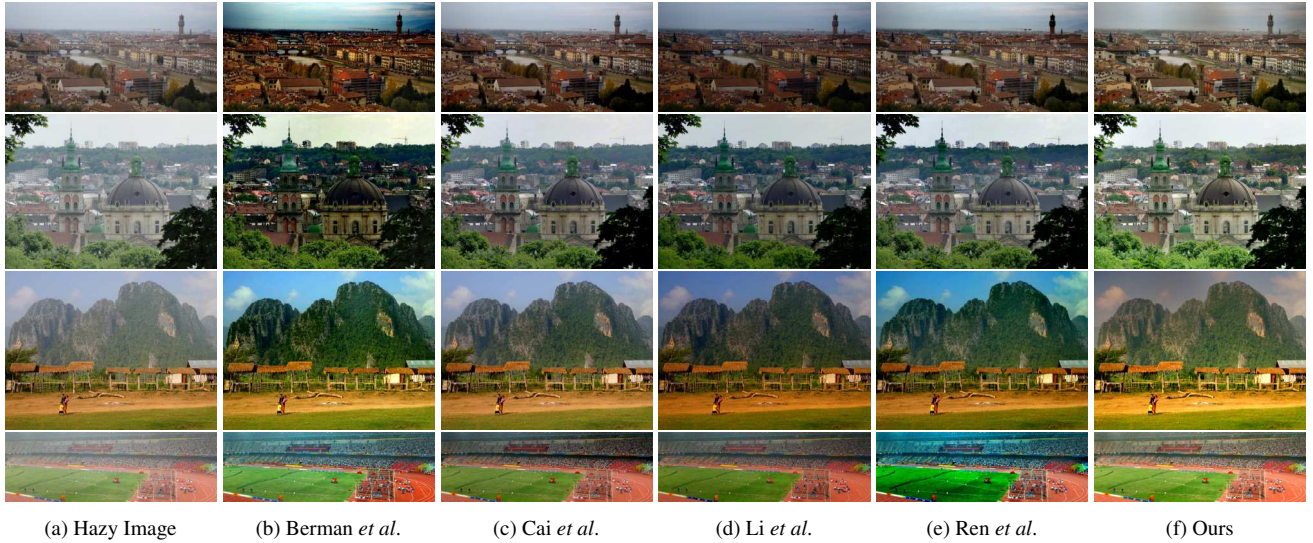 (a) Hazy Image (b) Berman et al. (c) Cai et al. (d) Li et al. (e) Ren et al. (f) Ours